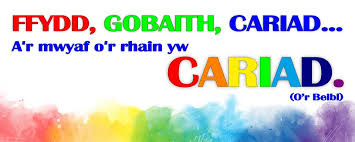 FFYDD, GOBAITH, CARIAD...
A'r mwyaf o'r rhain yw
CARIAD.
(O'r Beibl)